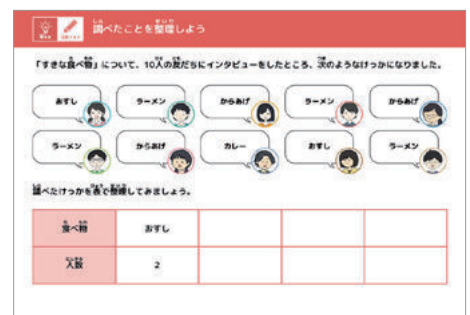 調べたことを整理しよう
「すきな食べ物」について、10人の友だちにインタビューをしたところ、次のようなけっかになりました。
おすし
ラーメン
からあげ
ラーメン
からあげ
ラーメン
からあげ
カレー
おすし
ラーメン
調べたけっかを表で整理してみましょう。
食べ物 おすし
人数 2